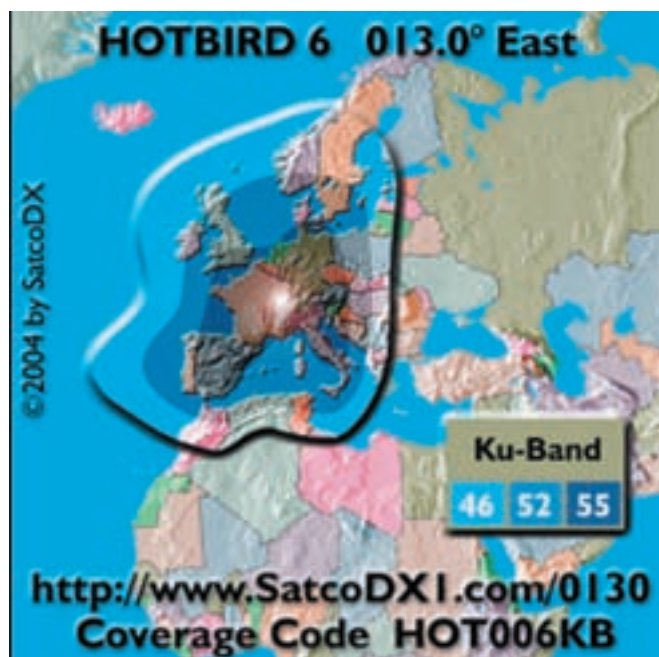 HOTBIRD 6 013.0° East
©2004 by SatcoDX
Ku-Band
46 52 55
http://www.SatcoDX1.com/0130
Coverage Code HOT006KB